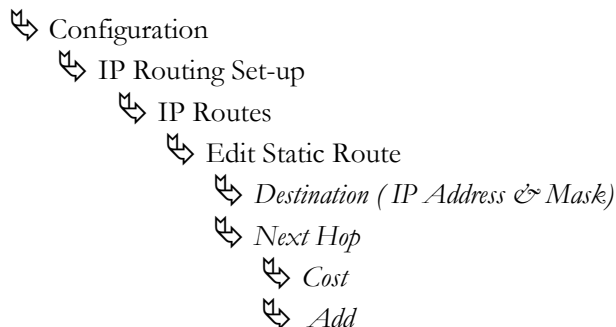 Configuration
IP Routing Set-up
IP Routes
Edit Static Route
Destination ( IP Address & Mask)
Next Hop
Cost
Add